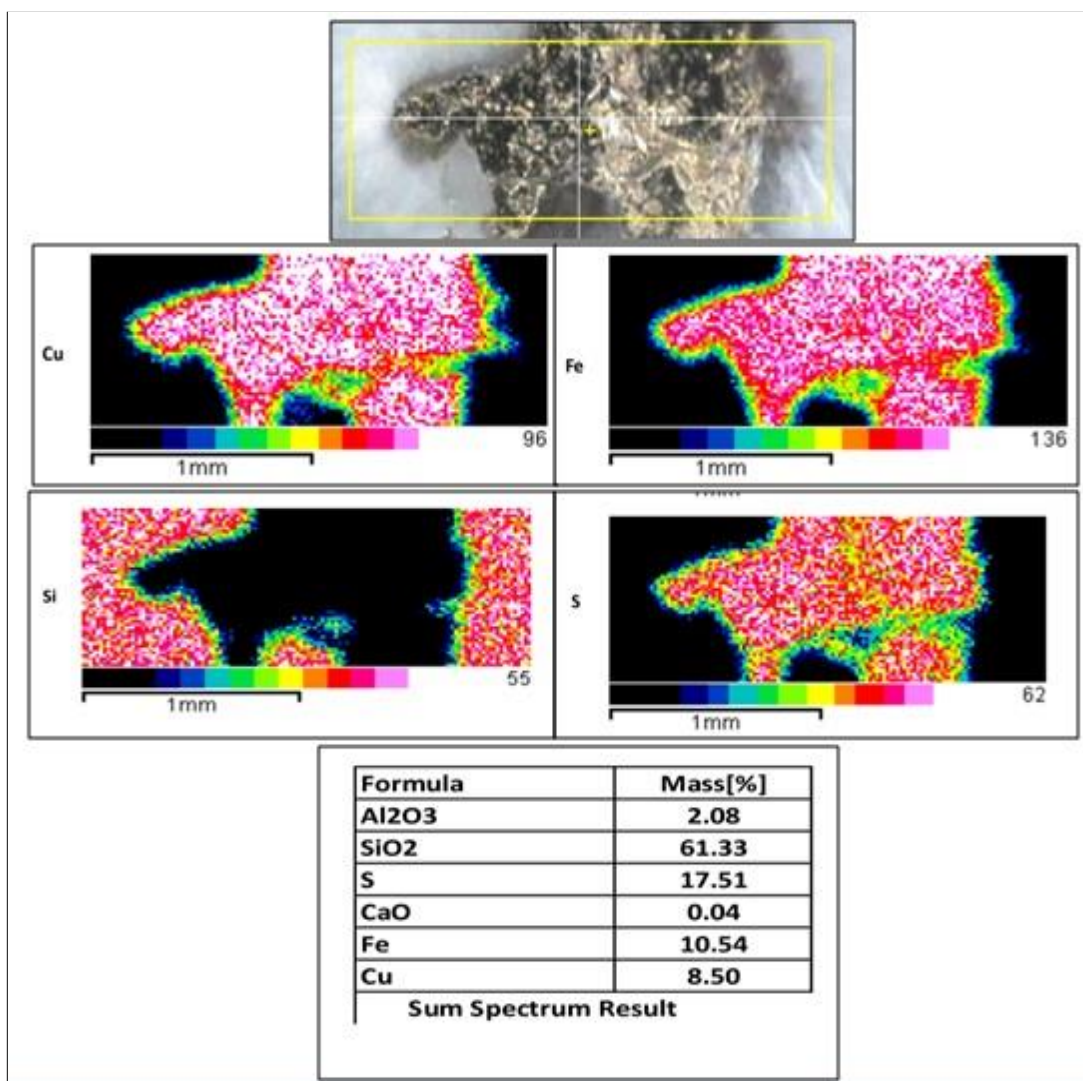 Cu
96
1mm
Fe
136
1mm
Si
55
1mm
S
62
1mm
Formula Mass[%]
Al2O3 2.08
SiO2 61.33
S 17.51
CaO 0.04
Fe 10.54
Cu 8.50
Sum Spectrum Result